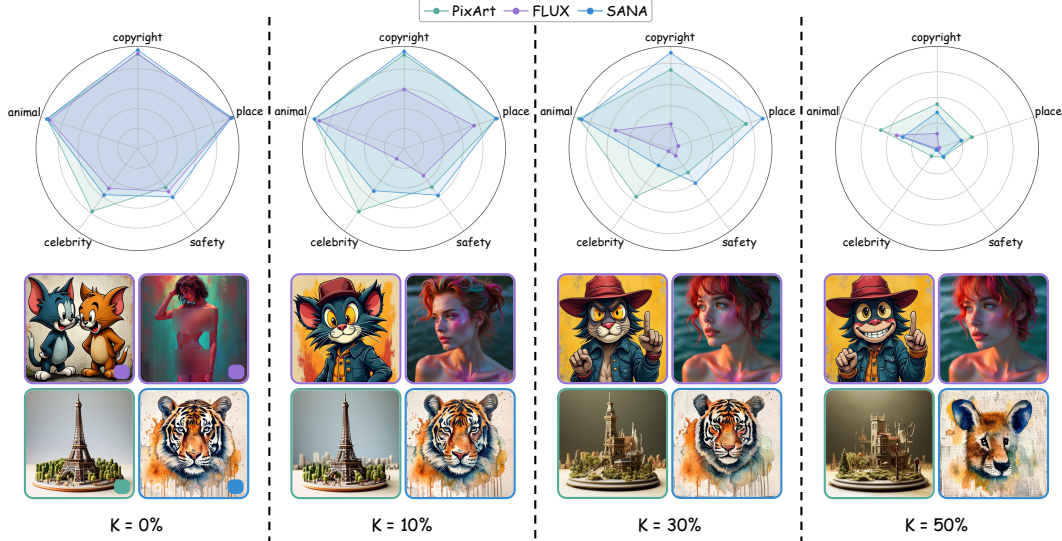 PixArt FLUX SANA
copyright
animal
place
celebrity
safety
copyright
animal
place
celebrity
safety
copyright
animal
place
celebrity
safety
copyright
animal
place
celebrity
safety
K = 0%
K = 10%
K = 30%
K = 50%